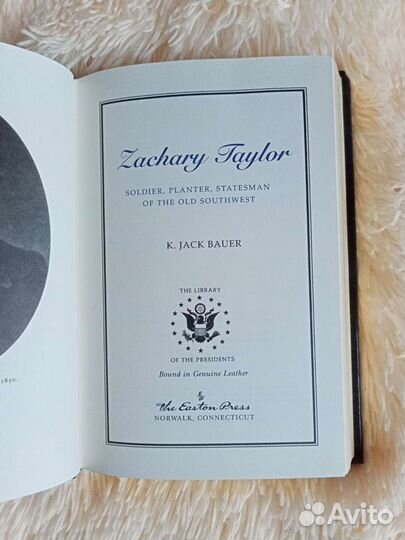 Zachary Taylor
SOLDIER, PLANTER, STATESMAN
OF THE OLD SOUTHWEST
K. JACK BAUER
THE LIBRARY
OF THE PRESIDENTS
Bound in Genuine Leather
The Easton Press
NORWALK, CONNECTICUT
1850.
Avito